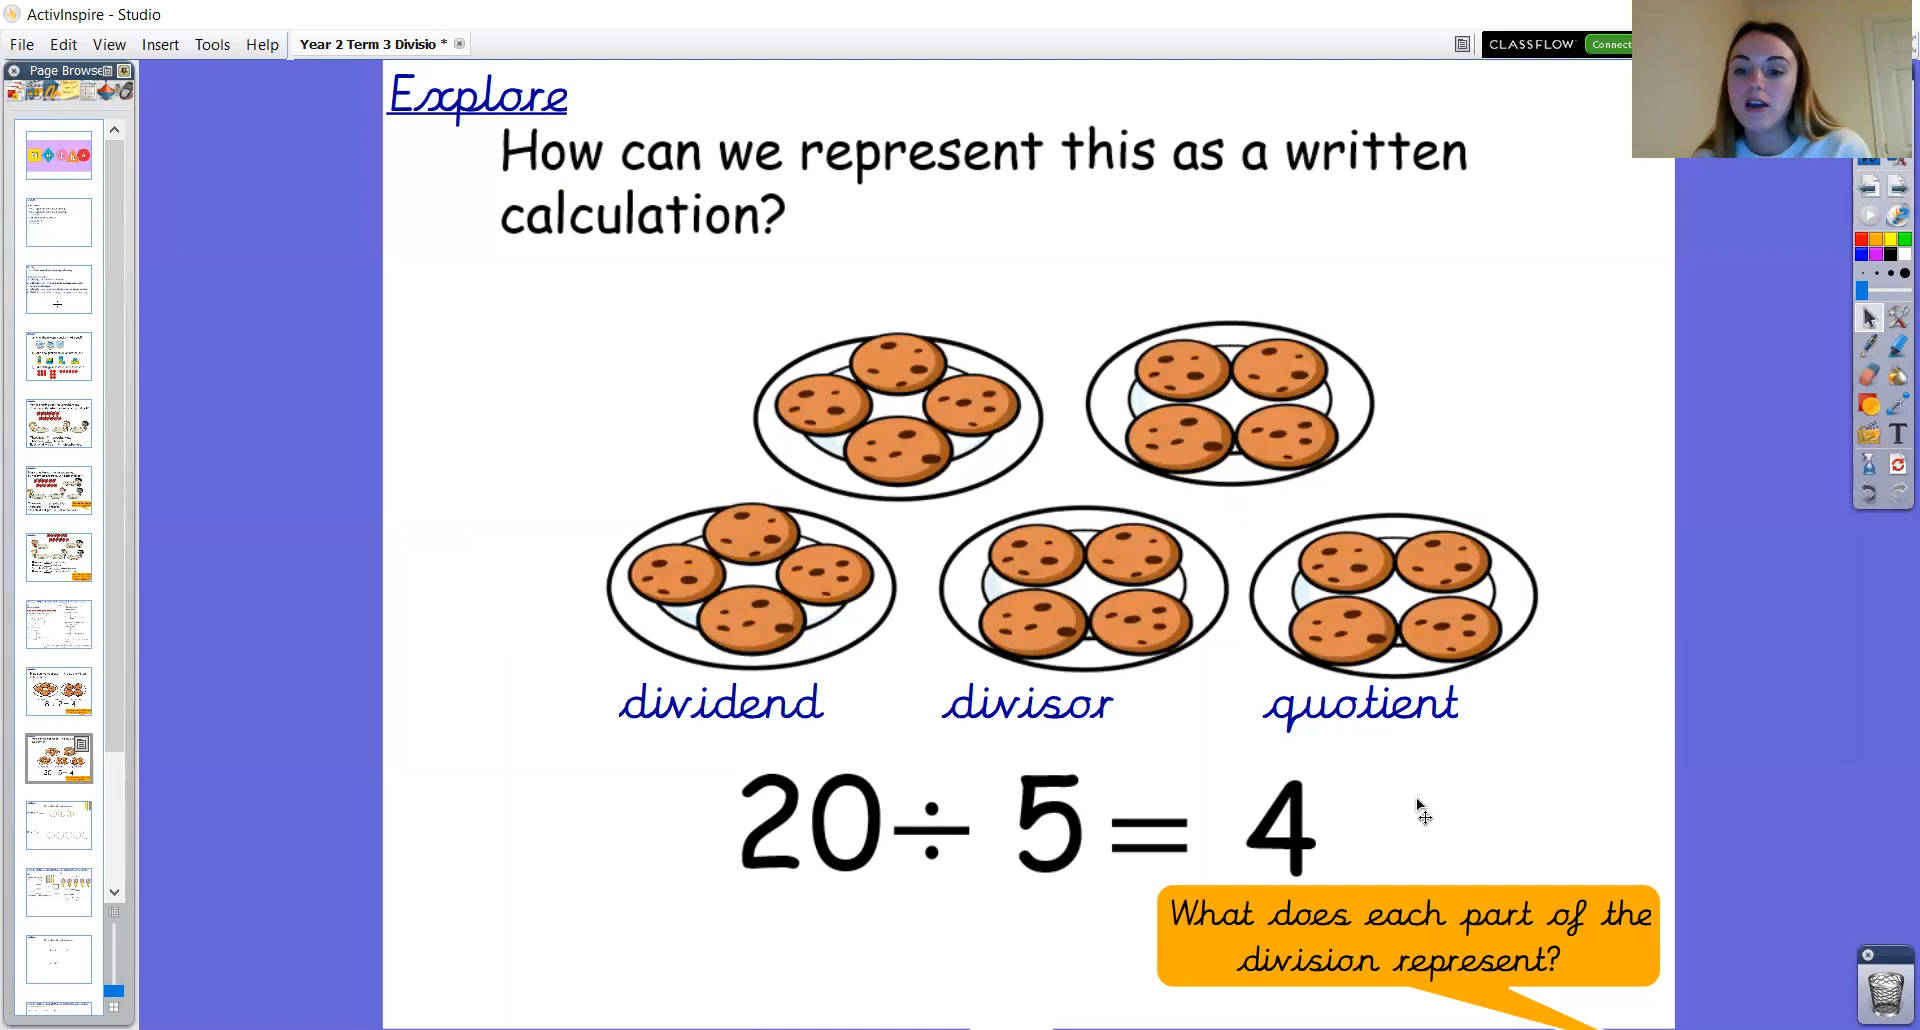 ActivInspire - Studio
File Edit View Insert Tools Help Year 2 Term 3 Divisio *
CLASSFLOW Connect
Page Browse
Explore
How can we represent this as a written
calculation?
dividend divisor quotient
20 ÷ 5 = 4
What does each part of the
division represent?